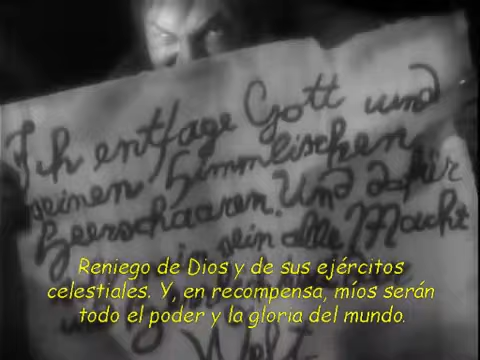 Ich entsage Gott und
seinen himmlischen
Heerschaaren. Und dafür
sein alle Macht
Reniego de Dios y de sus ejércitos
celestiales. Y, en recompensa, míos serán
todo el poder y la gloria del mundo.
Welt.